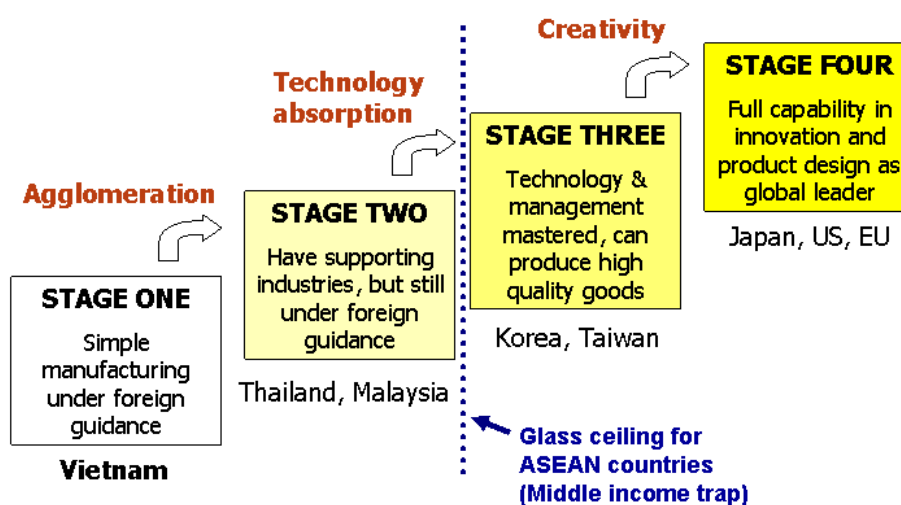 Creativity
STAGE FOUR
Full capability in
innovation and
product design as
global leader
Japan, US, EU
Technology
absorption
STAGE THREE
Technology &
management
mastered, can
produce high
quality goods
Korea, Taiwan
Agglomeration
STAGE TWO
Have supporting
industries, but still
under foreign
guidance
Thailand, Malaysia
STAGE ONE
Simple
manufacturing
under foreign
guidance
Vietnam
Glass ceiling for
ASEAN countries
(Middle income trap)